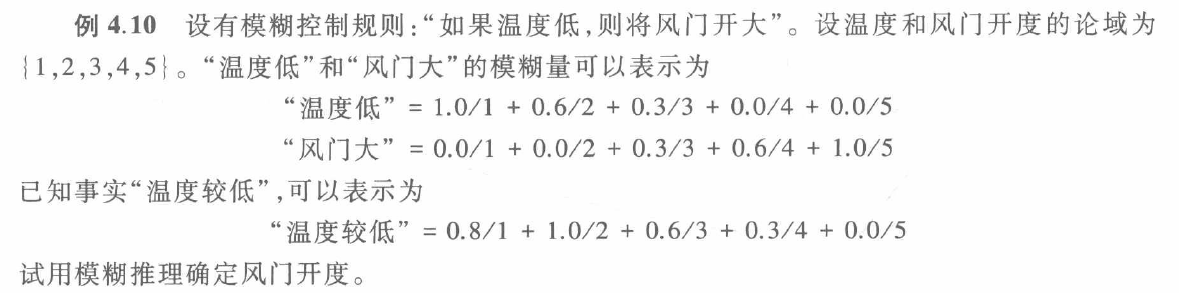 例 4.10 设有模糊控制规则:“如果温度低,则将风门开大”。设温度和风门开度的论域为
{1,2,3,4,5}。“温度低”和“风门大”的模糊量可以表示为
“温度低” = 1.0/1 + 0.6/2 + 0.3/3 + 0.0/4 + 0.0/5
“风门大” = 0.0/1 + 0.0/2 + 0.3/3 + 0.6/4 + 1.0/5
已知事实“温度较低”,可以表示为
“温度较低” = 0.8/1 + 1.0/2 + 0.6/3 + 0.3/4 + 0.0/5
试用模糊推理确定风门开度。